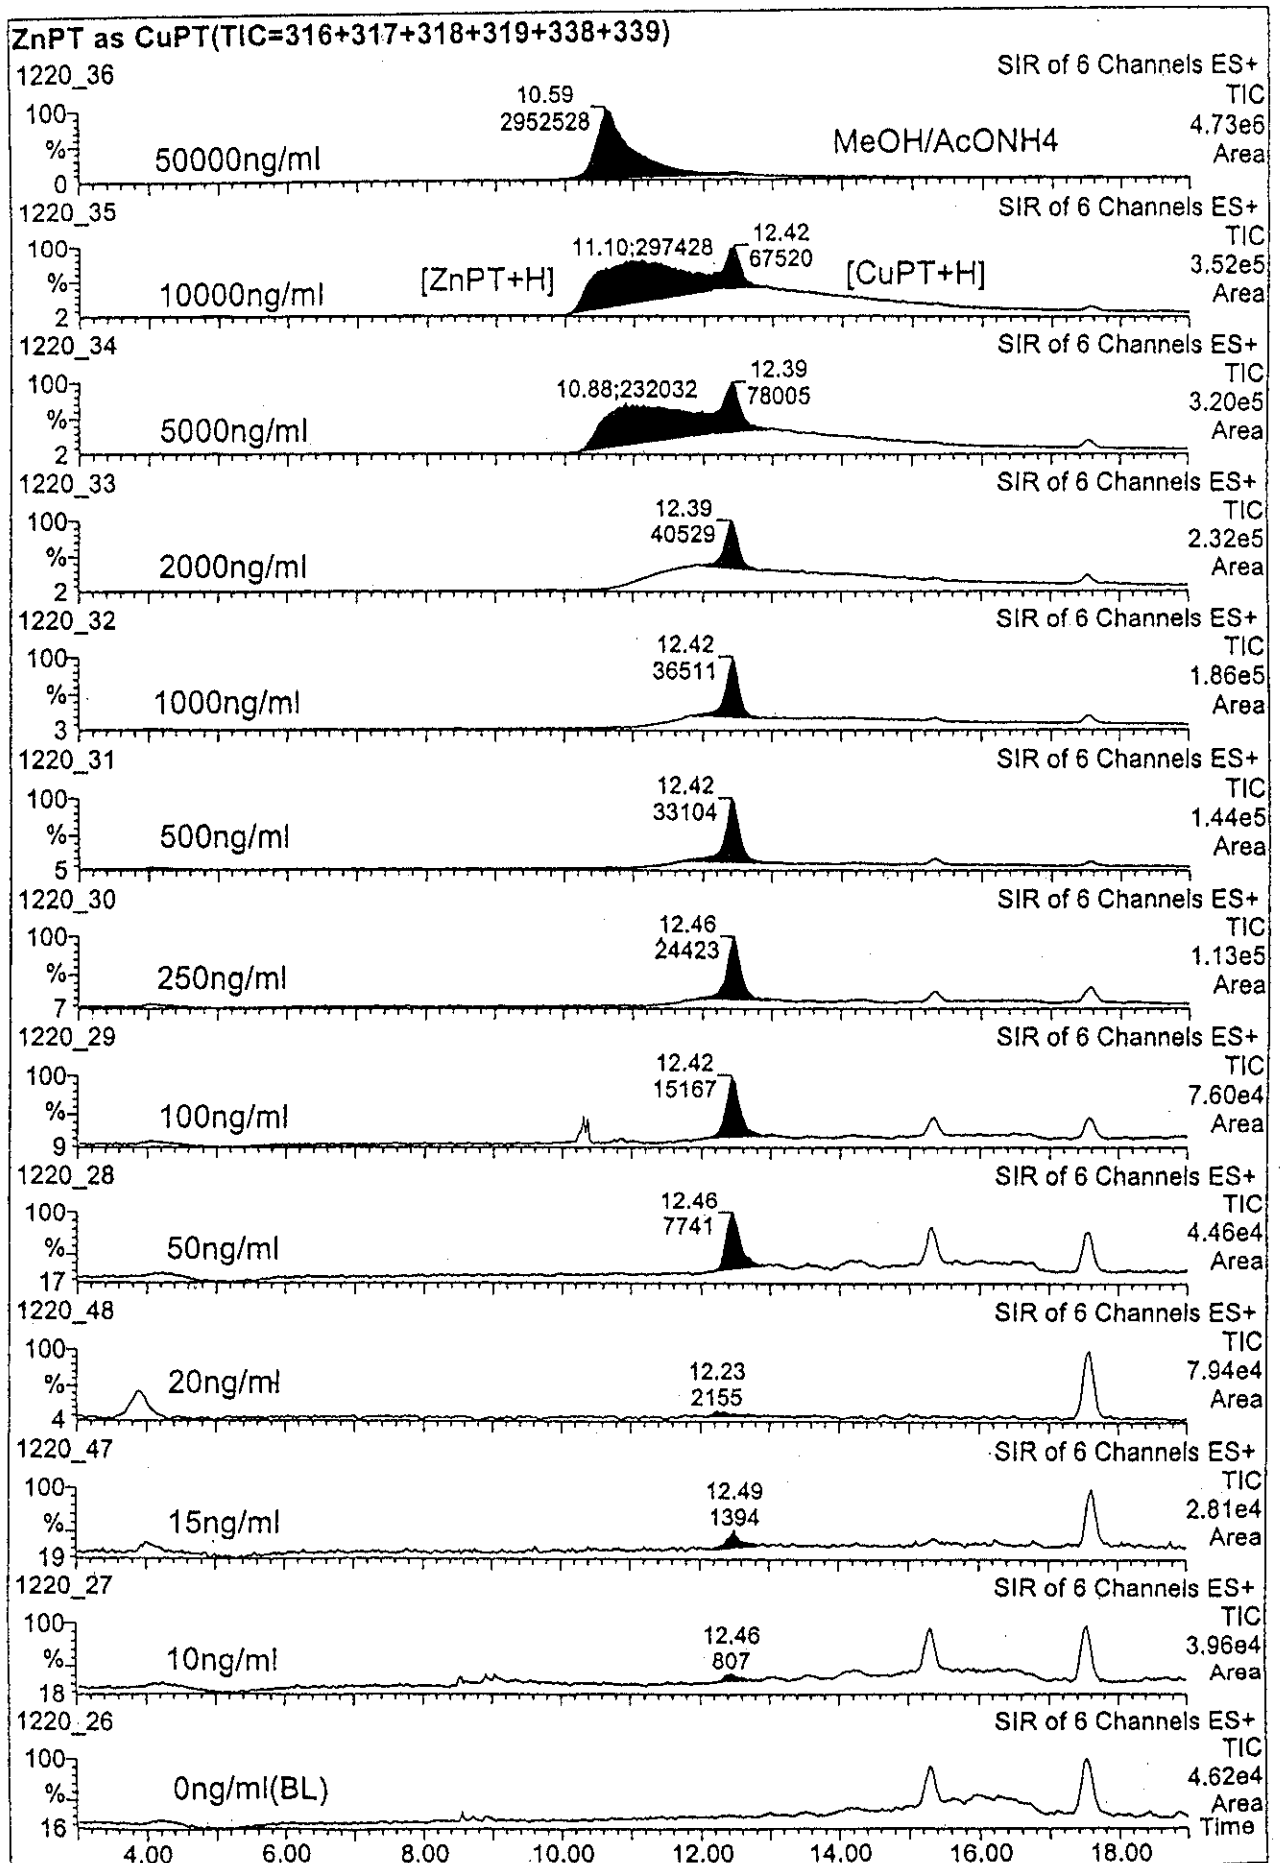 ZnPT as CuPT(TIC=316+317+318+319+338+339)
1220_36
SIR of 6 Channels ES+
TIC
4.73e6
Area
10.59
2952528
100
%
0
50000ng/ml
MeOH/AcONH4
1220_35
SIR of 6 Channels ES+
TIC
3.52e5
Area
11.10;297428
12.42
67520
100
%
2
10000ng/ml
[ZnPT+H]
[CuPT+H]
1220_34
SIR of 6 Channels ES+
TIC
3.20e5
Area
10.88;232032
12.39
78005
100
%
2
5000ng/ml
1220_33
SIR of 6 Channels ES+
TIC
2.32e5
Area
12.39
40529
100
%
2
2000ng/ml
1220_32
SIR of 6 Channels ES+
TIC
1.86e5
Area
12.42
36511
100
%
3
1000ng/ml
1220_31
SIR of 6 Channels ES+
TIC
1.44e5
Area
12.42
33104
100
%
5
500ng/ml
1220_30
SIR of 6 Channels ES+
TIC
1.13e5
Area
12.46
24423
100
%
7
250ng/ml
1220_29
SIR of 6 Channels ES+
TIC
7.60e4
Area
12.42
15167
100
%
9
100ng/ml
1220_28
SIR of 6 Channels ES+
TIC
4.46e4
Area
12.46
7741
100
%
17
50ng/ml
1220_48
SIR of 6 Channels ES+
TIC
7.94e4
Area
12.23
2155
100
%
4
20ng/ml
1220_47
SIR of 6 Channels ES+
TIC
2.81e4
Area
12.49
1394
100
%
19
15ng/ml
1220_27
SIR of 6 Channels ES+
TIC
3.96e4
Area
12.46
807
100
%
18
10ng/ml
1220_26
SIR of 6 Channels ES+
TIC
4.62e4
Area
100
%
16
0ng/ml(BL)
Time
4.00 6.00 8.00 10.00 12.00 14.00 16.00 18.00